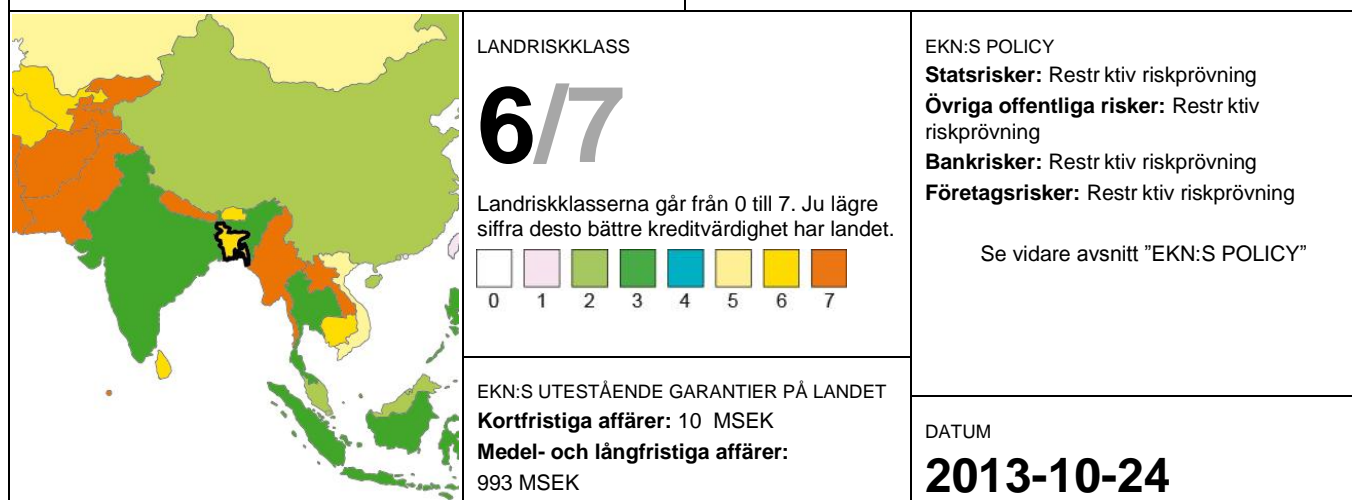 LANDRISKKLASS
6/7
Landriskklasserna går från 0 till 7. Ju lägre
siffra desto bättre kreditvärdighet har landet.
0 1 2 3 4 5 6 7
EKN:S UTESTÅENDE GARANTIER PÅ LANDET
Kortfristiga affärer: 10 MSEK
Medel- och långfristiga affärer:
993 MSEK
EKN:S POLICY
Statsrisker: Restr ktiv riskprövning
Övriga offentliga risker: Restr ktiv
riskprövning
Bankrisker: Restr ktiv riskprövning
Företagsrisker: Restr ktiv riskprövning
Se vidare avsnitt ”EKN:S POLICY”
DATUM
2013-10-24